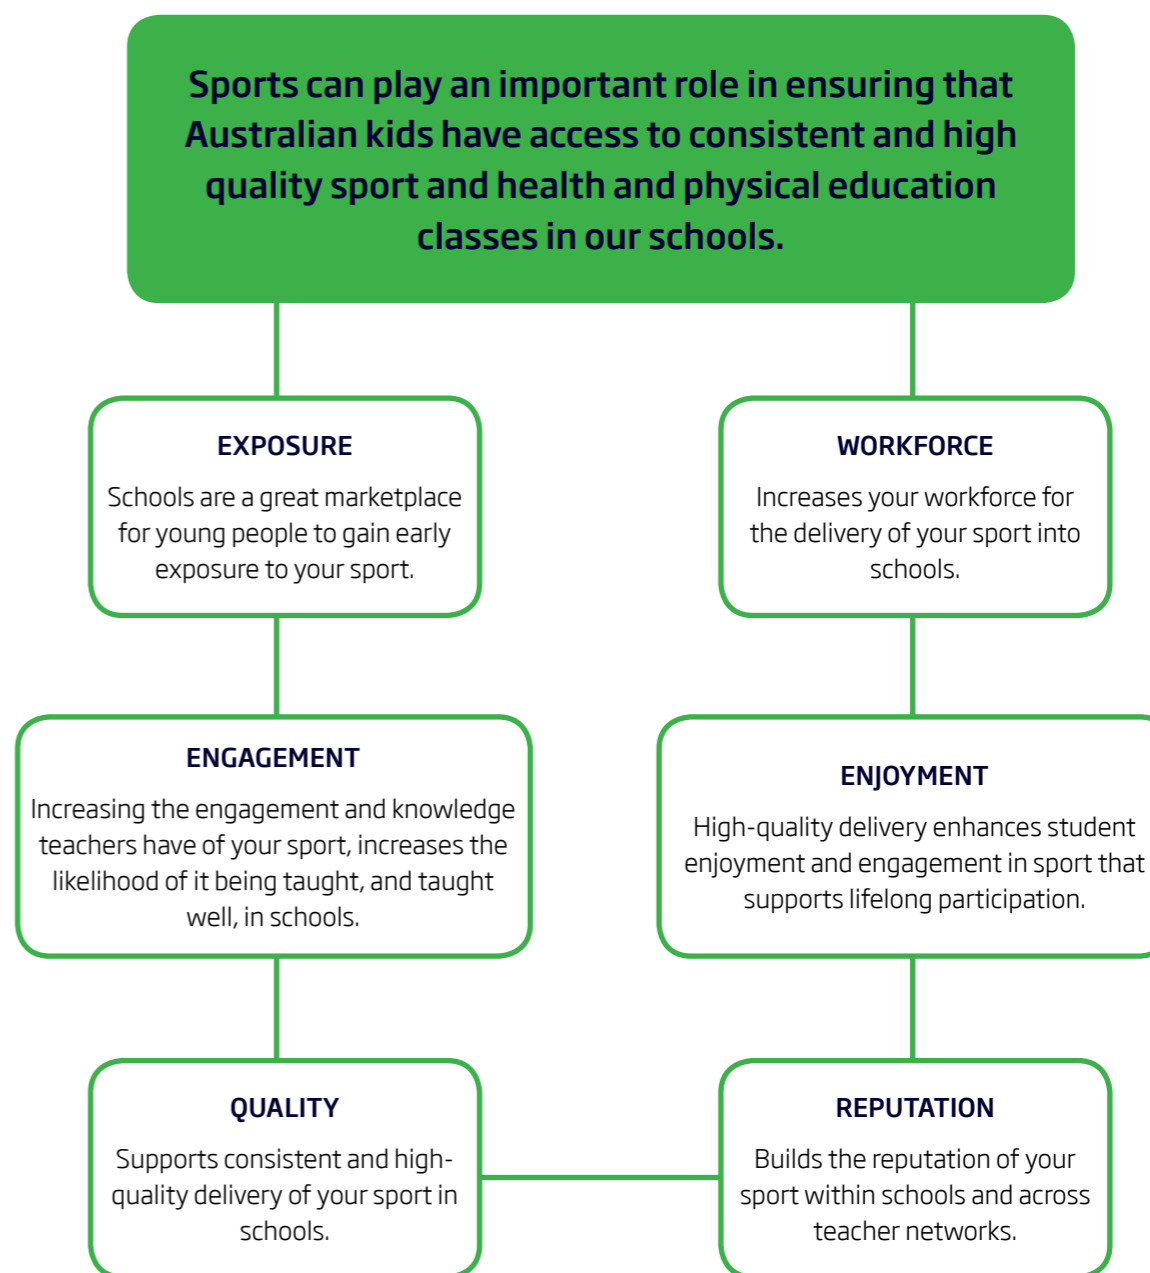 Sports can play an important role in ensuring that
Australian kids have access to consistent and high
quality sport and health and physical education
classes in our schools.
EXPOSURE
Schools are a great marketplace
for young people to gain early
exposure to your sport.
WORKFORCE
Increases your workforce for
the delivery of your sport into
schools.
ENGAGEMENT
Increasing the engagement and knowledge
teachers have of your sport, increases the
likelihood of it being taught, and taught
well, in schools.
ENJOYMENT
High-quality delivery enhances student
enjoyment and engagement in sport that
supports lifelong participation.
QUALITY
Supports consistent and high-
quality delivery of your sport in
schools.
REPUTATION
Builds the reputation of your
sport within schools and across
teacher networks.